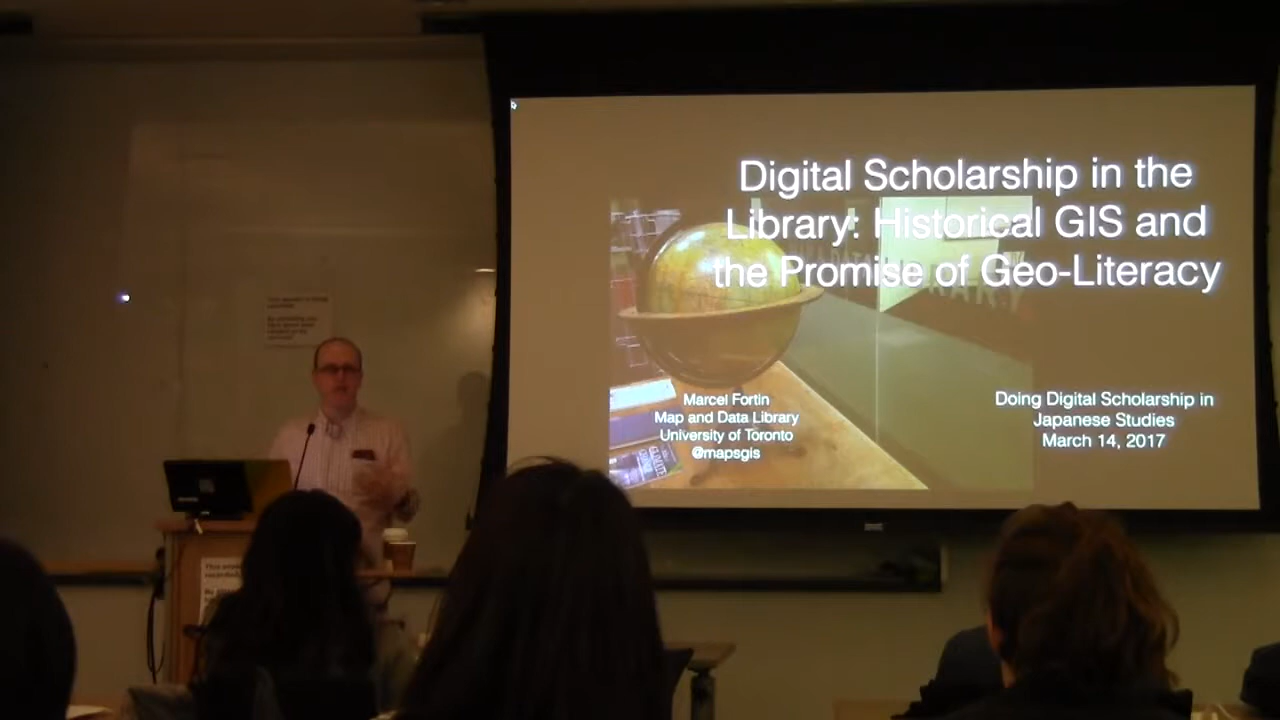 Digital Scholarship in the
Library: Historical GIS and
the Promise of Geo-Literacy
Marcel Fortin
Map and Data Library
University of Toronto
@mapsgis
Doing Digital Scholarship in
Japanese Studies
March 14, 2017